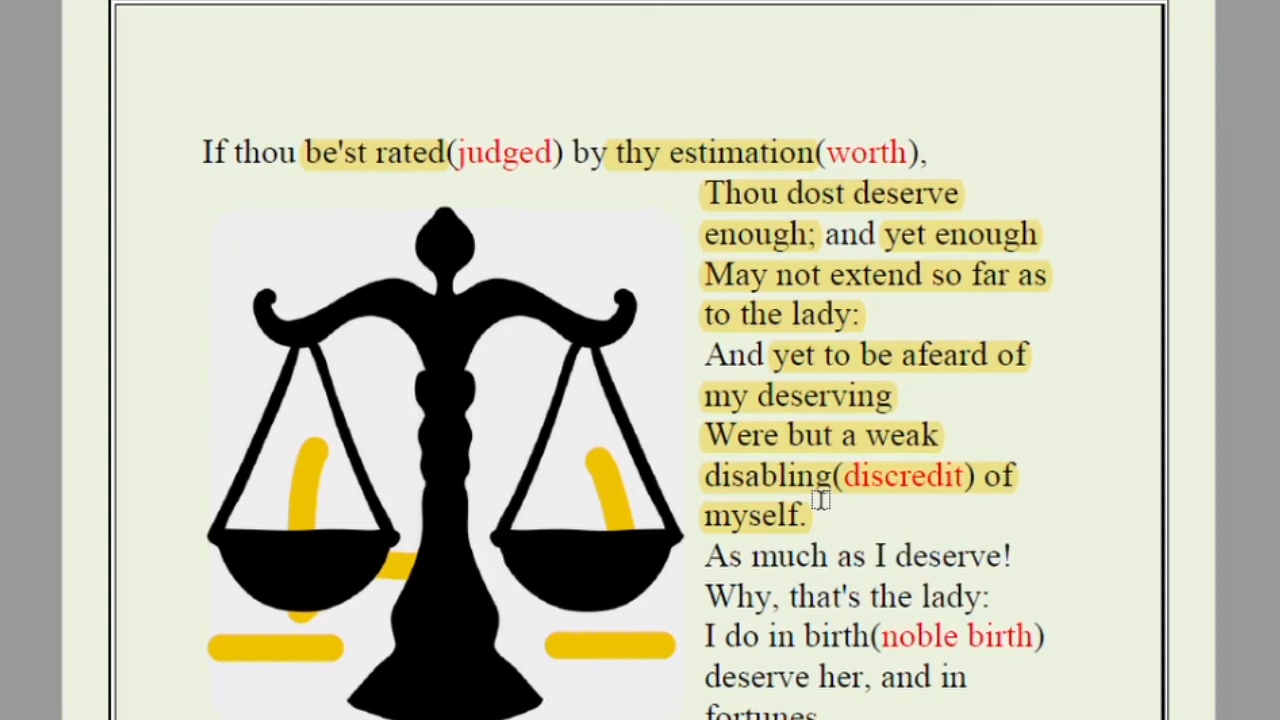 If thou be'st rated(judged) by thy estimation(worth),
Thou dost deserve
enough; and yet enough
May not extend so far as
to the lady:
And yet to be afeard of
my deserving
Were but a weak
disabling(discredit) of
myself.
As much as I deserve!
Why, that's the lady:
I do in birth(noble birth)
deserve her, and in
fortunes